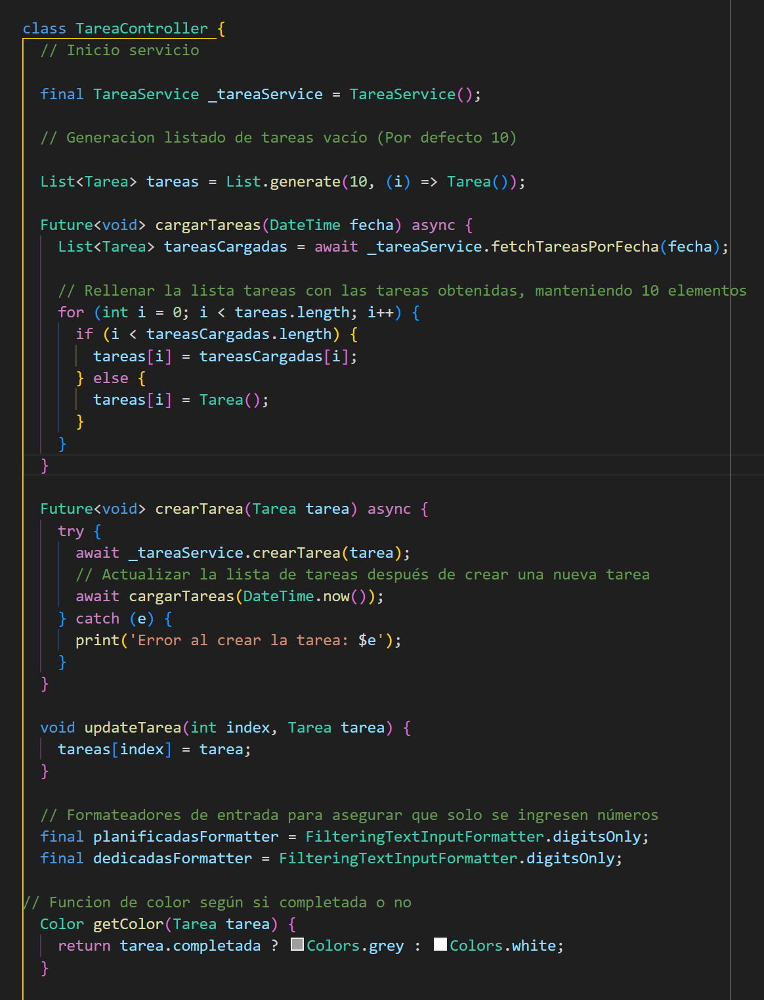 class TareaController {
// Inicio servicio
final TareaService _tareaService = TareaService();
// Generacion listado de tareas vacío (Por defecto 10)
List<Tarea> tareas = List.generate(10, (i) => Tarea());
Future<void> cargarTareas(DateTime fecha) async {
List<Tarea> tareasCargadas = await _tareaService.fetchTareasPorFecha(fecha);
// Rellenar la lista tareas con las tareas obtenidas, manteniendo 10 elementos
for (int i = 0; i < tareas.length; i++) {
if (i < tareasCargadas.length) {
tareas[i] = tareasCargadas[i];
} else {
tareas[i] = Tarea();
}
}
}
Future<void> crearTarea(Tarea tarea) async {
try {
await _tareaService.crearTarea(tarea);
// Actualizar la lista de tareas después de crear una nueva tarea
await cargarTareas(DateTime.now());
} catch (e) {
print('Error al crear la tarea: $e');
}
}
void updateTarea(int index, Tarea tarea) {
tareas[index] = tarea;
}
// Formateadores de entrada para asegurar que solo se ingresen números
final planificadasFormatter = FilteringTextInputFormatter.digitsOnly;
final dedicadasFormatter = FilteringTextInputFormatter.digitsOnly;
// Funcion de color según si completada o no
Color getColor(Tarea tarea) {
return tarea.completada ? Colors.grey : Colors.white;
}